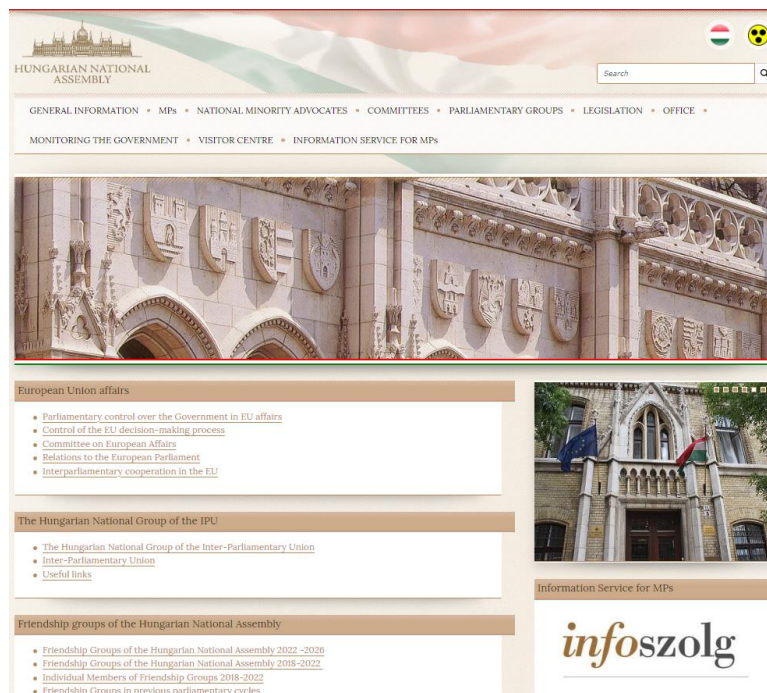 HUNGARIAN NATIONAL
ASSEMBLY
Search
GENERAL INFORMATION • MPs • NATIONAL MINORITY ADVOCATES • COMMITTEES • PARLIAMENTARY GROUPS • LEGISLATION • OFFICE •
MONITORING THE GOVERNMENT • VISITOR CENTRE • INFORMATION SERVICE FOR MPs
European Union affairs
Parliamentary control over the Government in EU affairs
Control of the EU decision-making process
Committee on European Affairs
Relations to the European Parliament
Interparliamentary cooperation in the EU
The Hungarian National Group of the IPU
The Hungarian National Group of the Inter-Parliamentary Union
Inter-Parliamentary Union
Useful links
Friendship groups of the Hungarian National Assembly
Friendship Groups of the Hungarian National Assembly 2022 -2026
Friendship Groups of the Hungarian National Assembly 2018-2022
Individual Members of Friendship Groups 2018-2022
Friendship Groups in previous parliamentary cycles
Information Service for MPs
infoszolg